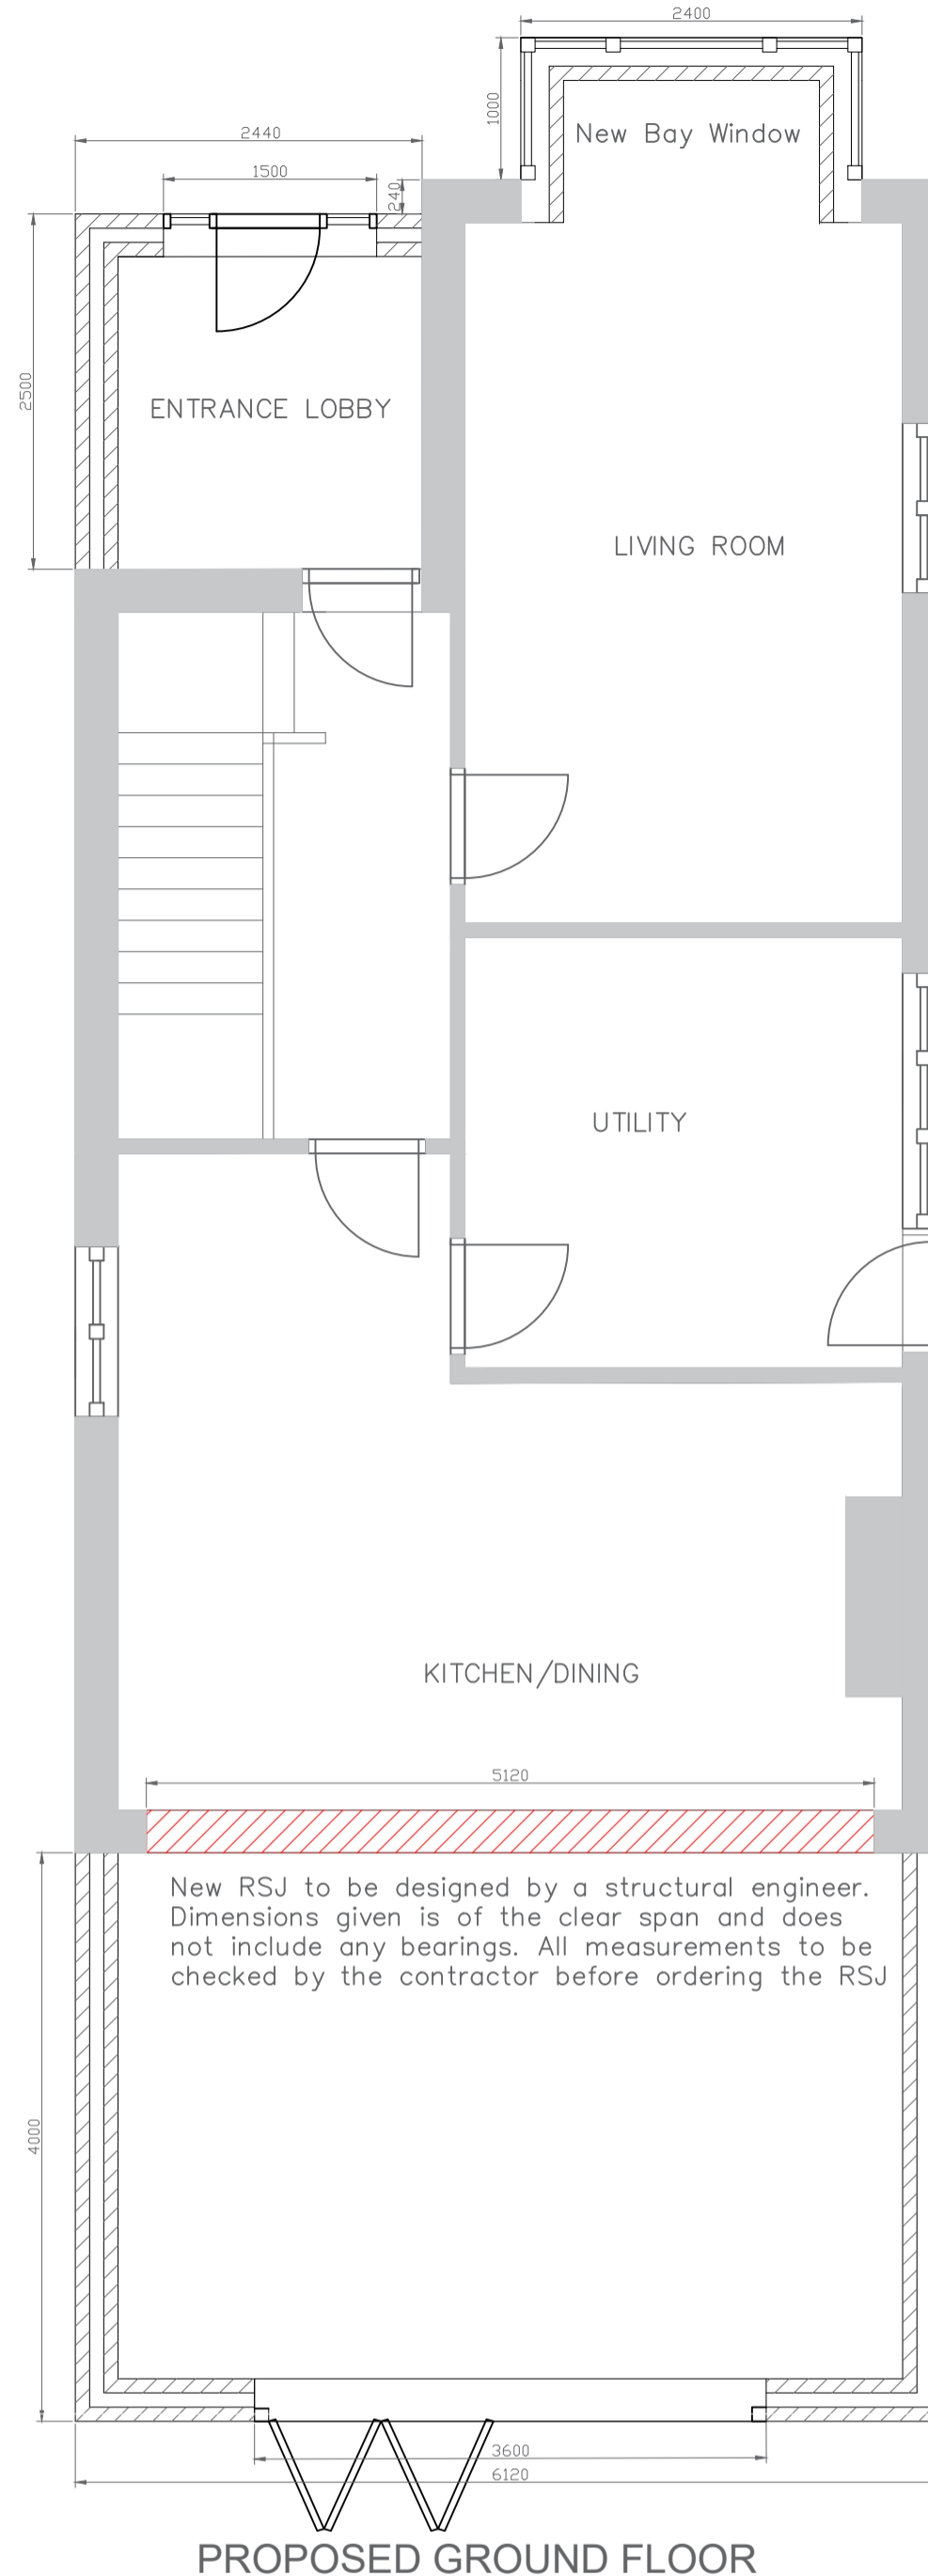 2400
1000
New Bay Window
2440
1500
240
2500
ENTRANCE LOBBY
LIVING ROOM
UTILITY
KITCHEN/DINING
5120
New RSJ to be designed by a structural engineer.
Dimensions given is of the clear span and does
not include any bearings. All measurements to be
checked by the contractor before ordering the RSJ
4000
3600
6120
PROPOSED GROUND FLOOR